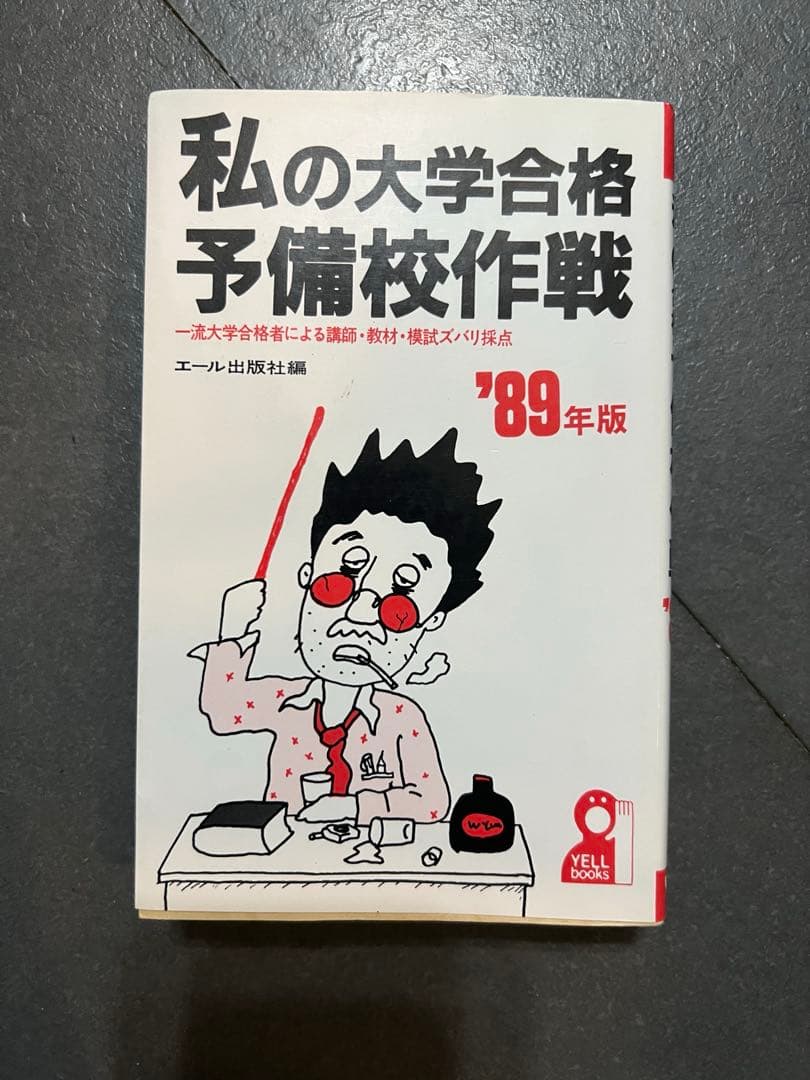 私の大学合格
予備校作戦
一流大学合格者による講師・教材・模試ズバリ採点
エール出版社編
'89年版
YELL
books